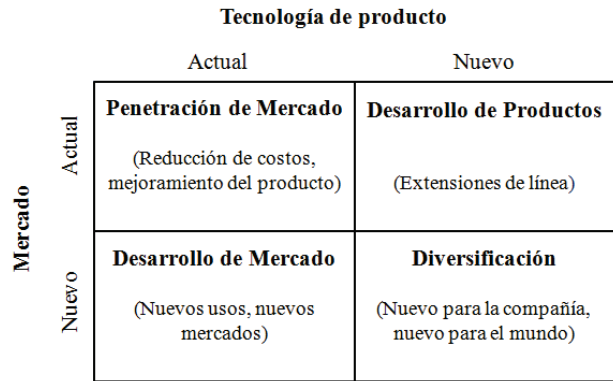 Tecnología de producto
Actual
Nuevo
Mercado
Actual
Penetración de Mercado
(Reducción de costos,
mejoramiento del producto)
Desarrollo de Productos
(Extensiones de línea)
Nuevo
Desarrollo de Mercado
(Nuevos usos, nuevos
mercados)
Diversificación
(Nuevo para la compañía,
nuevo para el mundo)